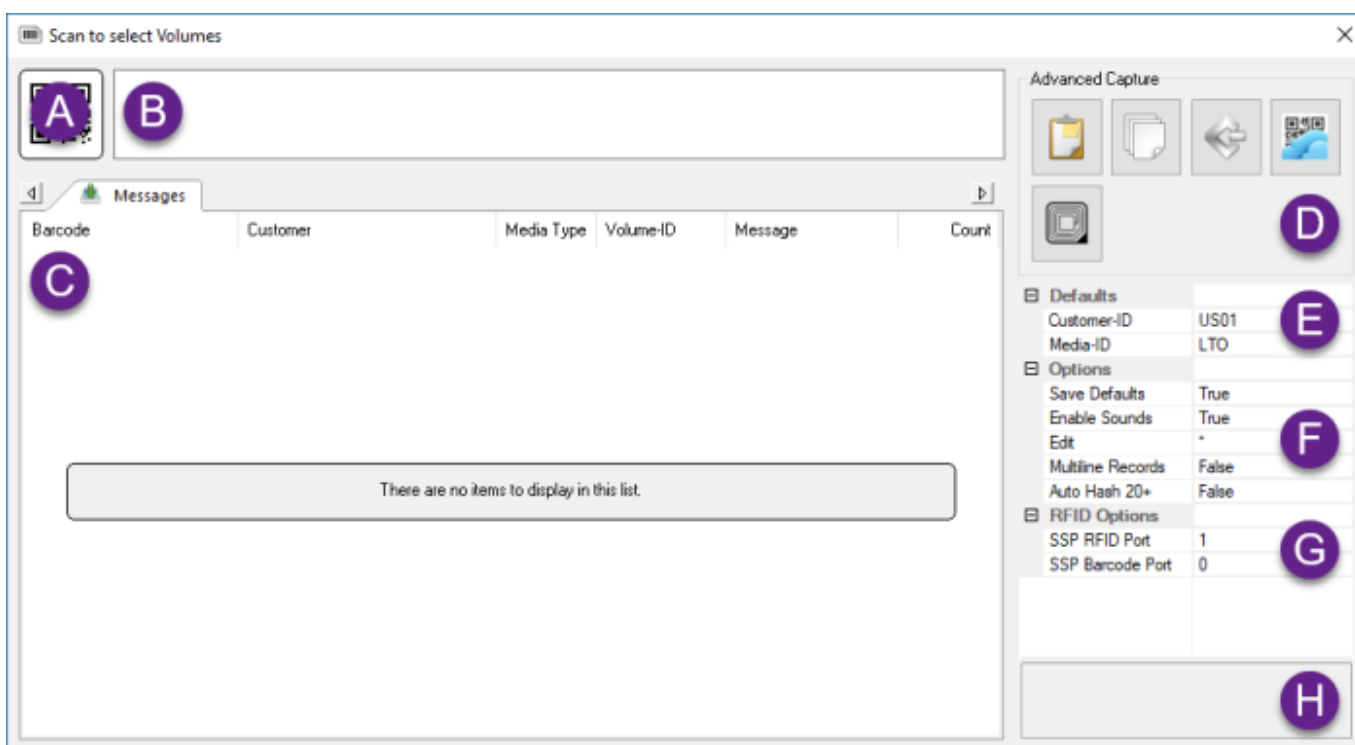 Scan to select Volumes
A
B
Advanced Capture
D
Messages
Barcode Customer Media Type Volume-ID Message Count
C
There are no items to display in this list.
Defaults
Customer-ID US01
Media-ID LTO
E
Options
Save Defaults True
Enable Sounds True
Edit *
Multiline Records False
Auto Hash 20+ False
F
RFID Options
SSP RFID Port 1
SSP Barcode Port 0
G
H